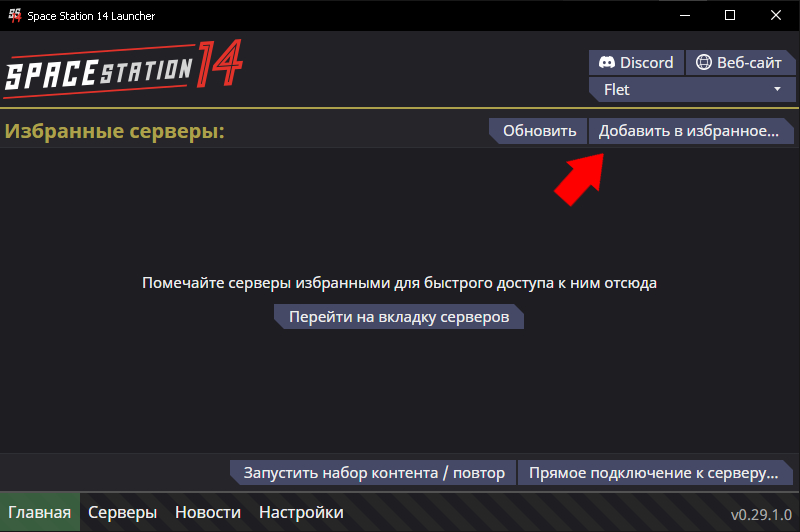 Space Station 14 Launcher
SPACE STATION 14
Discord
Веб-сайт
Flet
Избранные серверы:
Обновить
Добавить в избранное...
Помечайте серверы избранными для быстрого доступа к ним отсюда
Перейти на вкладку серверов
Запустить набор контента / повтор
Прямое подключение к серверу...
Главная
Серверы
Новости
Настройки
v0.29.1.0